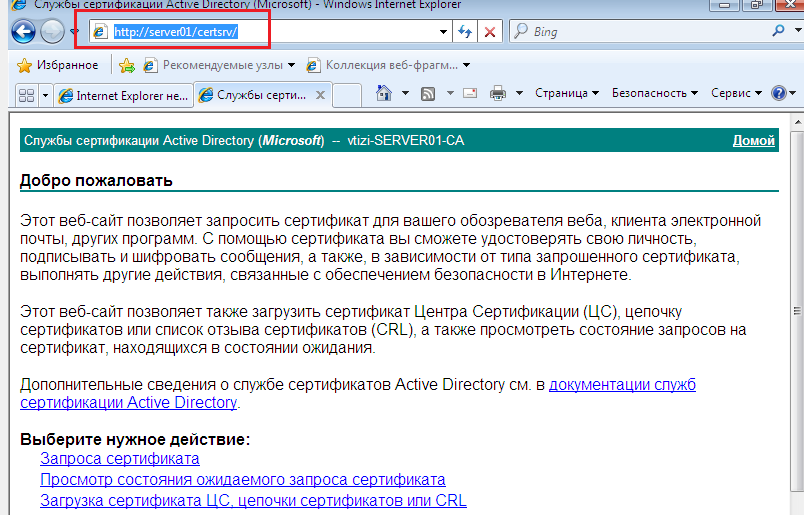 Службы сертификации Active Directory (Microsoft) - Windows Internet Explorer
http://server01/certsrv/
Bing
Избранное Рекомендуемые узлы Коллекция веб-фрагм...
Internet Explorer не... Службы серти... Страница Безопасность Сервис
Службы сертификации Active Directory (Microsoft) -- vtizi-SERVER01-CA Домой
Добро пожаловать
Этот веб-сайт позволяет запросить сертификат для вашего обозревателя веба, клиента электронной
почты, других программ. С помощью сертификата вы сможете удостоверять свою личность,
подписывать и шифровать сообщения, а также, в зависимости от типа запрошенного сертификата,
выполнять другие действия, связанные с обеспечением безопасности в Интернете.
Этот веб-сайт позволяет также загрузить сертификат Центра Сертификации (ЦС), цепочку
сертификатов или список отзыва сертификатов (CRL), а также просмотреть состояние запросов на
сертификат, находящихся в состоянии ожидания.
Дополнительные сведения о службе сертификатов Active Directory см. в документации служб
сертификации Active Directory.
Выберите нужное действие:
Запроса сертификата
Просмотр состояния ожидаемого запроса сертификата
Загрузка сертификата ЦС, цепочки сертификатов или CRL